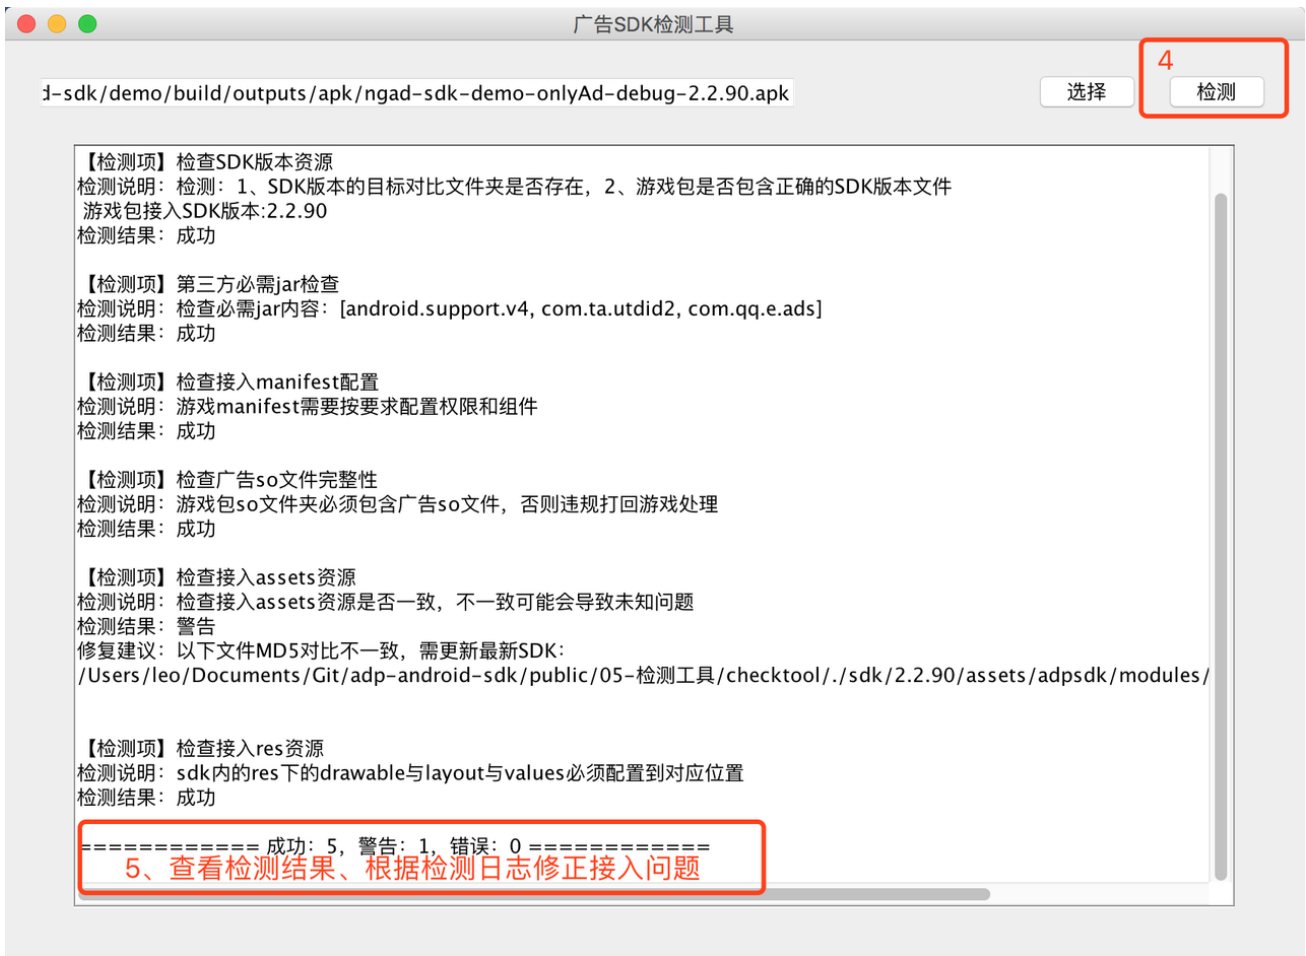 广告SDK检测工具
4
d-sdk/demo/build/outputs/apk/ngad-sdk-demo-onlyAd-debug-2.2.90.apk
选择
检测
【检测项】检查SDK版本资源
检测说明：检测：1、SDK版本的目标对比文件夹是否存在，2、游戏包是否包含正确的SDK版本文件
游戏包接入SDK版本:2.2.90
检测结果：成功
【检测项】第三方必需jar检查
检测说明：检查必需jar内容：[android.support.v4, com.ta.utdid2, com.qq.e.ads]
检测结果：成功
【检测项】检查接入manifest配置
检测说明：游戏manifest需要按要求配置权限和组件
检测结果：成功
【检测项】检查广告so文件完整性
检测说明：游戏包so文件夹必须包含广告so文件，否则违规打回游戏处理
检测结果：成功
【检测项】检查接入assets资源
检测说明：检查接入assets资源是否一致，不一致可能会导致未知问题
检测结果：警告
修复建议：以下文件MD5对比不一致，需更新最新SDK：
/Users/leo/Documents/Git/adp-android-sdk/public/05-检测工具/checktool/./sdk/2.2.90/assets/adpsdk/modules/
【检测项】检查接入res资源
检测说明：sdk内的res下的drawable与layout与values必须配置到对应位置
检测结果：成功
============ 成功：5，警告：1，错误：0 ============
5、查看检测结果、根据检测日志修正接入问题